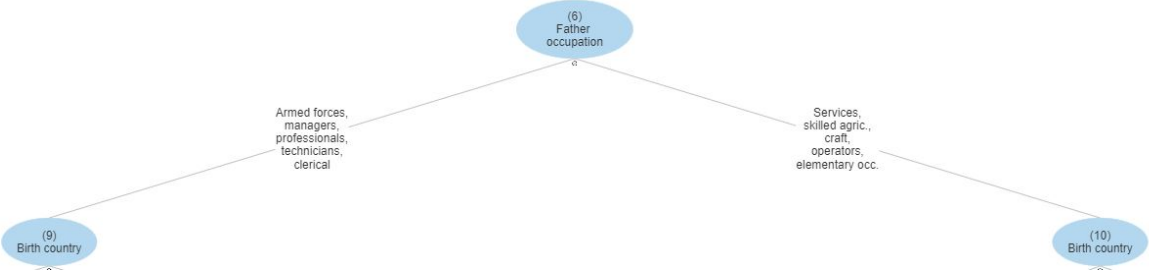 (6)
Father
occupation
Armed forces,
managers,
professionals,
technicians,
clerical
Services,
skilled agric.,
craft,
operators,
elementary occ.
(9)
Birth country
(10)
Birth country